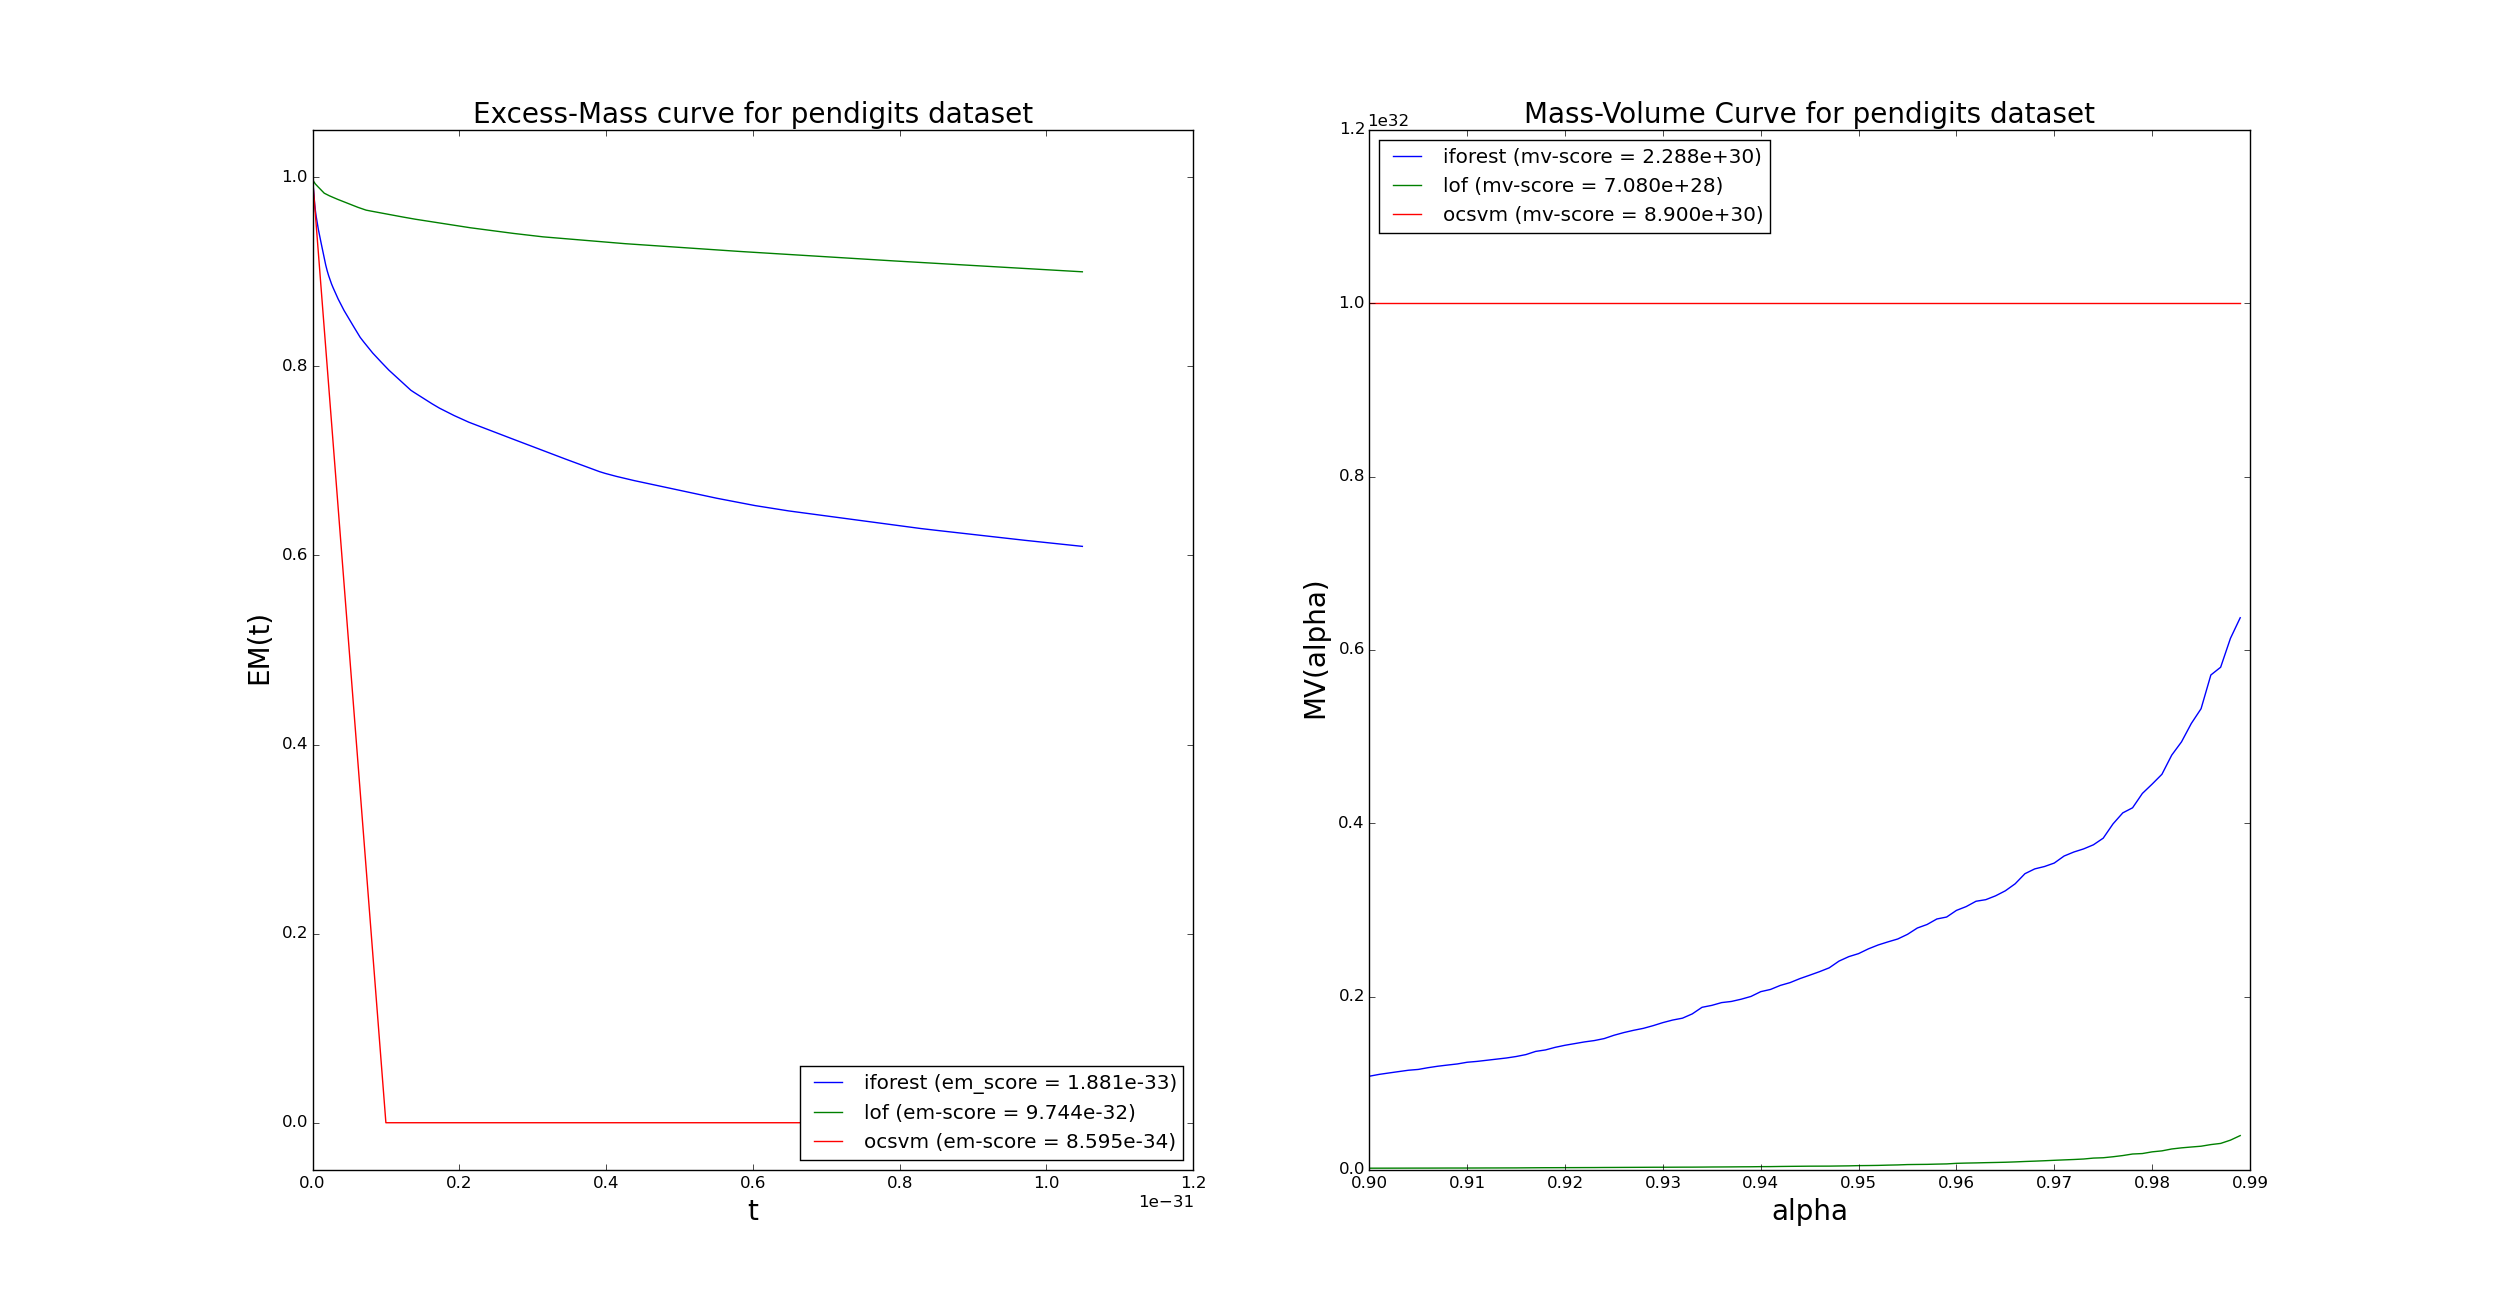 Excess-Mass curve for pendigits dataset
1.0
0.8
0.6
0.4
0.2
0.0
EM(t)
iforest (em_score = 1.881e-33)
lof (em-score = 9.744e-32)
ocsvm (em-score = 8.595e-34)
0.0 0.2 0.4 0.6 0.8 1.0 1.2
1e−31
t
Mass-Volume Curve for pendigits dataset
1e32
1.2
1.0
0.8
0.6
0.4
0.2
0.0
MV(alpha)
iforest (mv-score = 2.288e+30)
lof (mv-score = 7.080e+28)
ocsvm (mv-score = 8.900e+30)
0.90 0.91 0.92 0.93 0.94 0.95 0.96 0.97 0.98 0.99
alpha